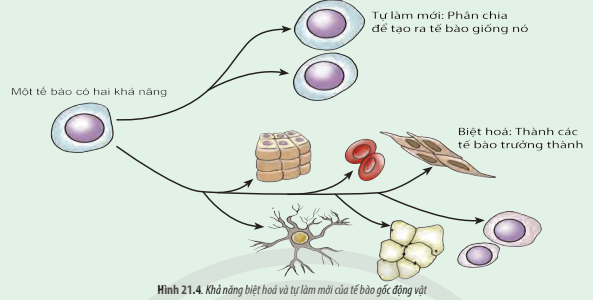 Tự làm mới: Phân chia
để tạo ra tế bào giống nó
Một tế bào có hai khả năng
Biệt hoá: Thành các
tế bào trưởng thành
Hình 21.4. Khả năng biệt hoá và tự làm mới của tế bào gốc động vật